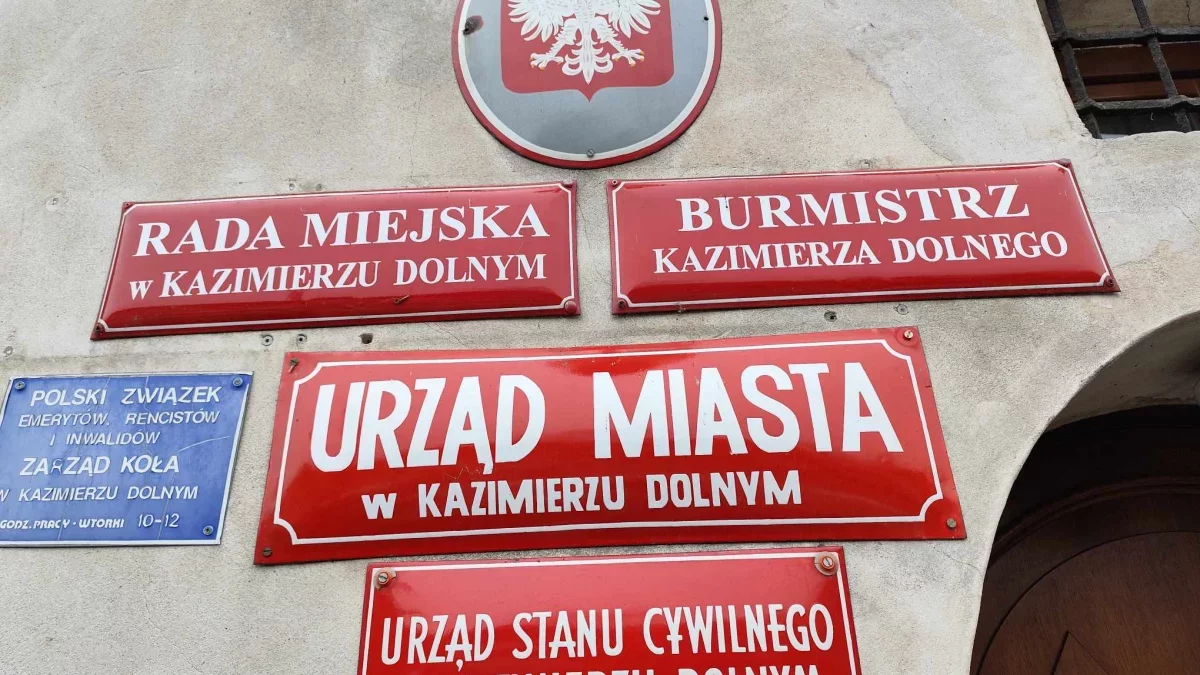 RADA MIEJSKA
w KAZIMIERZU DOLNYM
BURMISTRZ
KAZIMIERZA DOLNEGO
POLSKI ZWIĄZEK
EMERYTÓW, RENCISTÓW
I INWALIDÓW
ZARZĄD KOŁA
W KAZIMIERZU DOLNYM
GODZ. PRACY - WTORKI 10-12
URZĄD MIASTA
w KAZIMIERZU DOLNYM
URZĄD STANU CYWILNEGO
DOLNYM